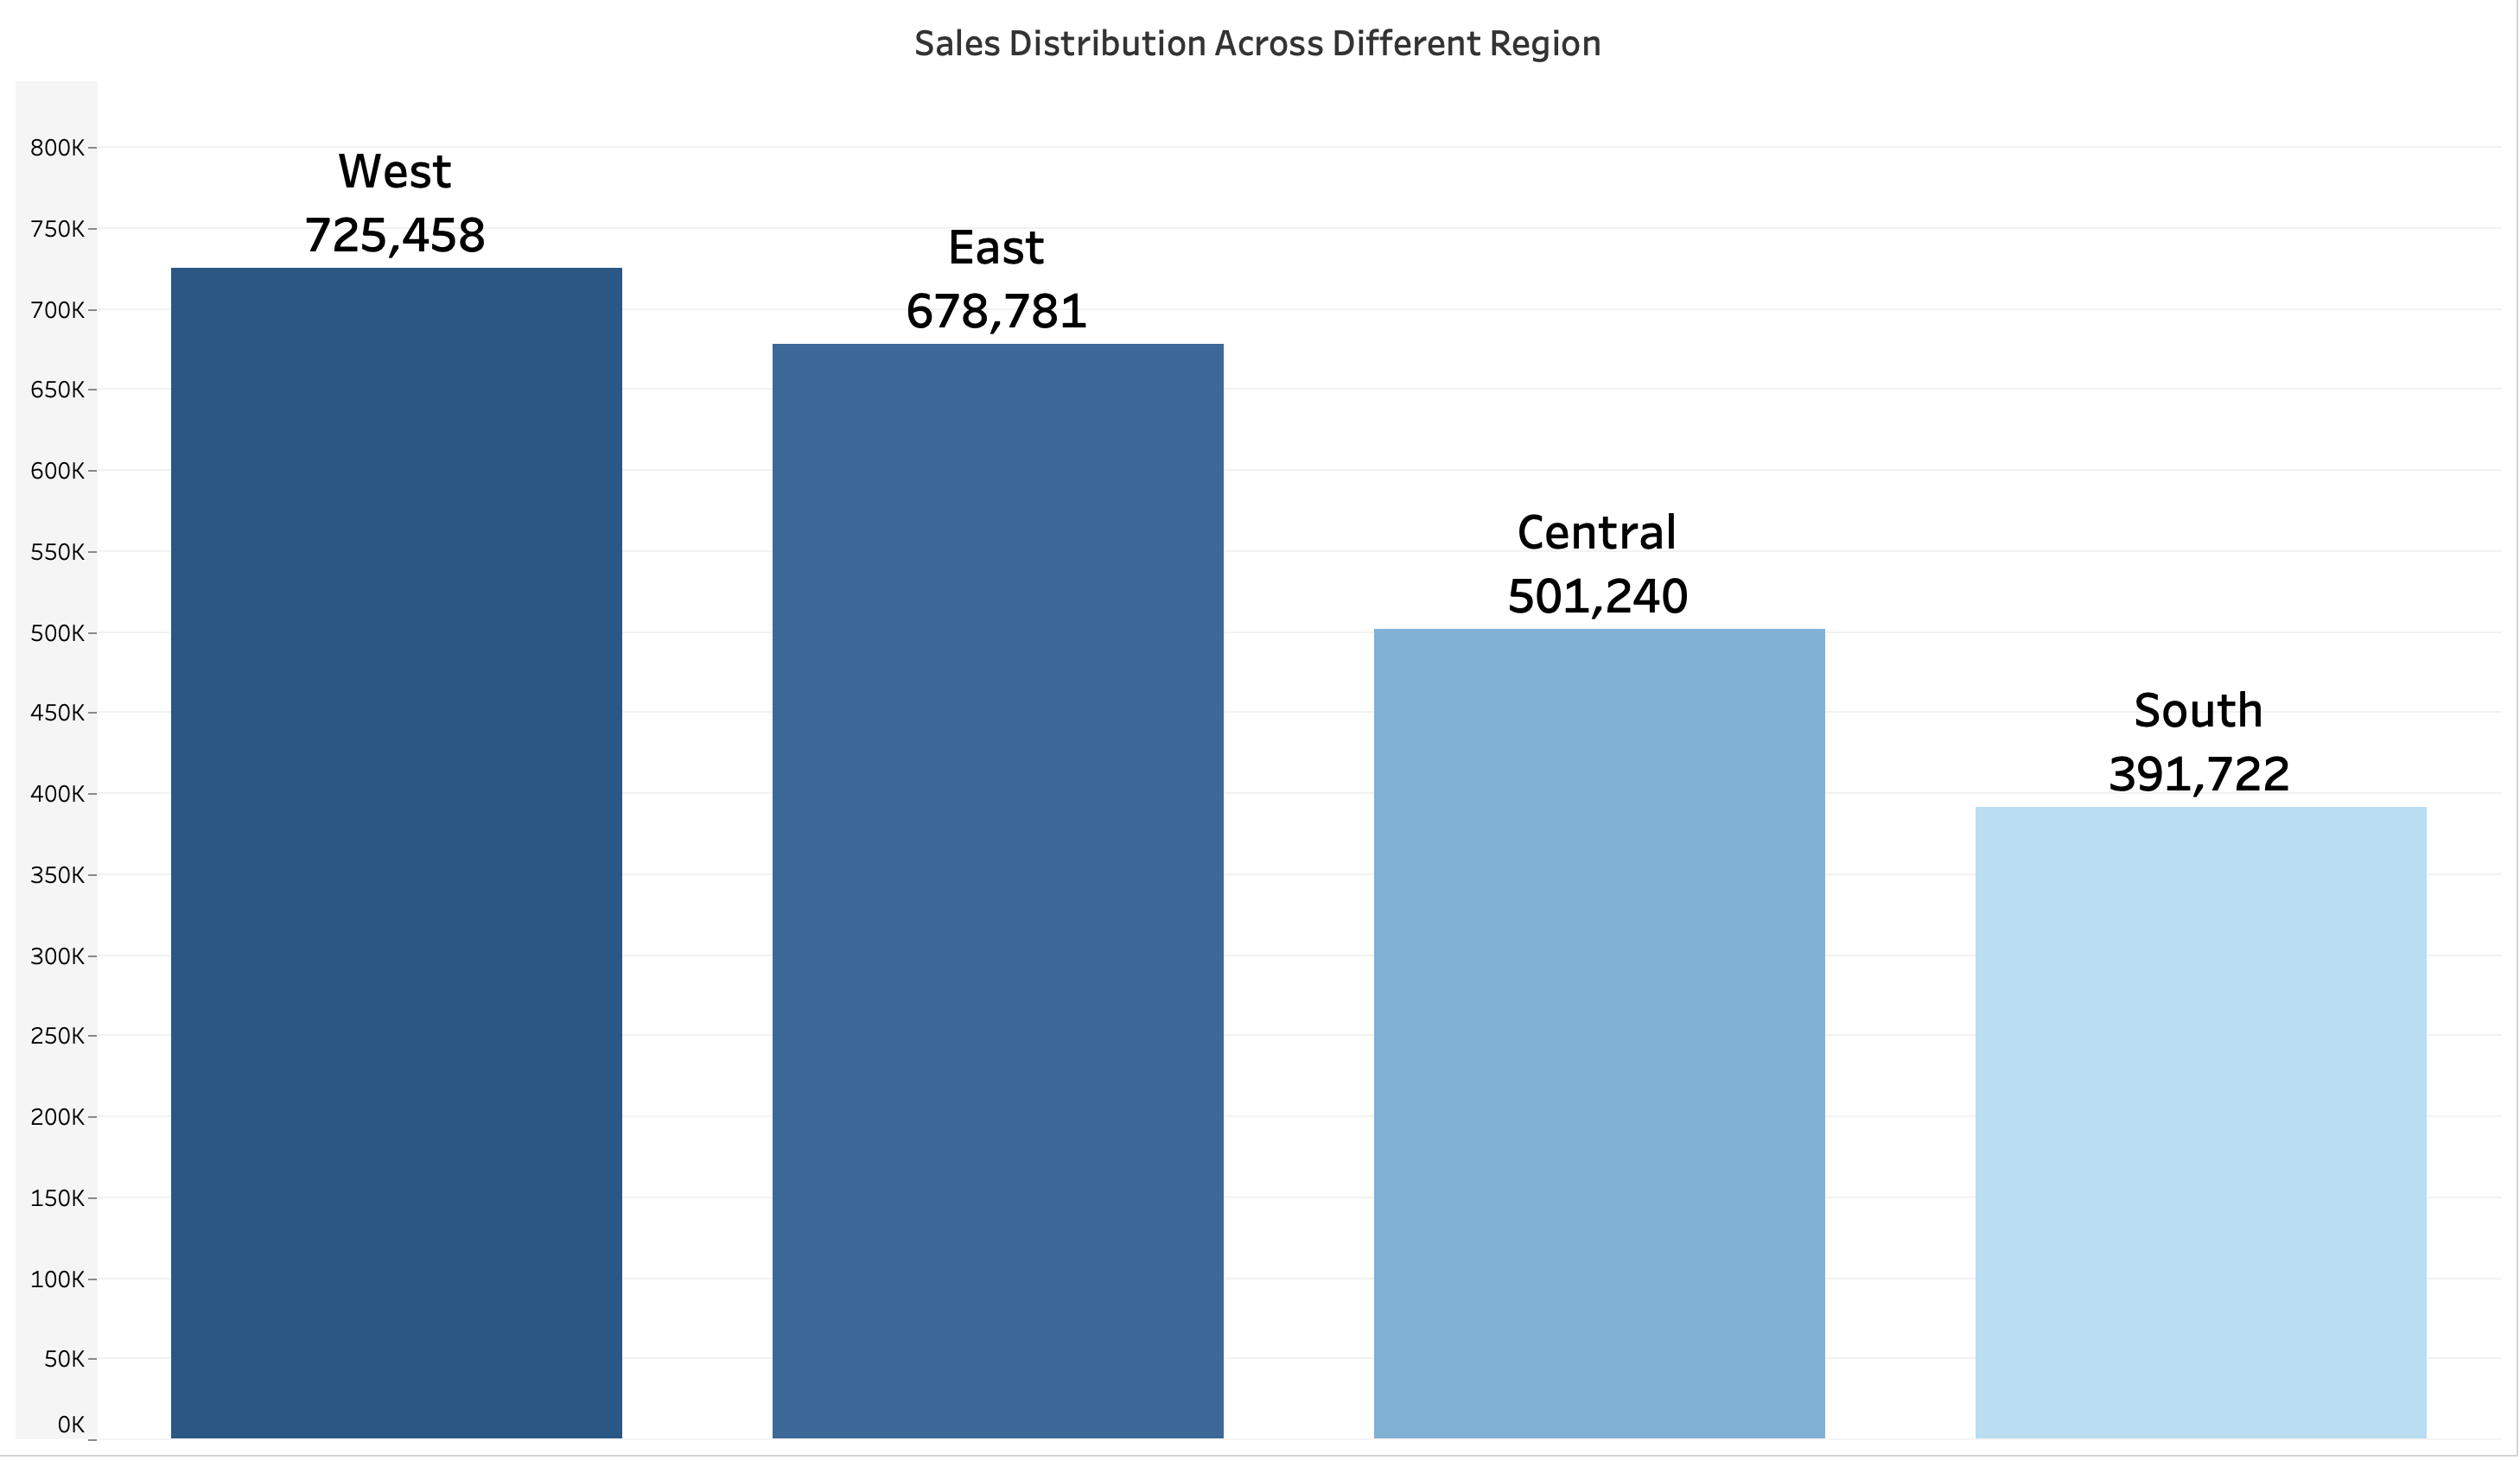 Sales Distribution Across Different Region
800K
750K
700K
650K
600K
550K
500K
450K
400K
350K
300K
250K
200K
150K
100K
50K
0K
West
725,458
East
678,781
Central
501,240
South
391,722